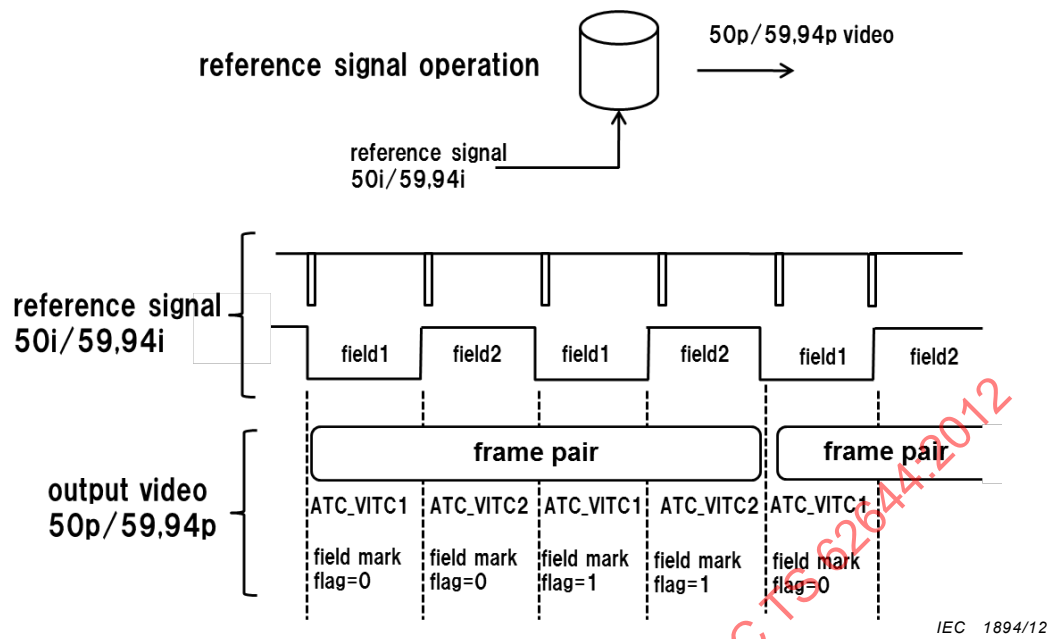 50p/59,94p video
reference signal operation
reference signal
50i/59,94i
reference signal
50i/59,94i
field1 field2 field1 field2 field1 field2
frame pair frame pair
output video
50p/59,94p
ATC_VITC1 ATC_VITC2 ATC_VITC1 ATC_VITC2 ATC_VITC1
field mark field mark field mark field mark field mark
flag=0 flag=0 flag=1 flag=1 flag=0
C TS 62644:2012
IEC 1894/12